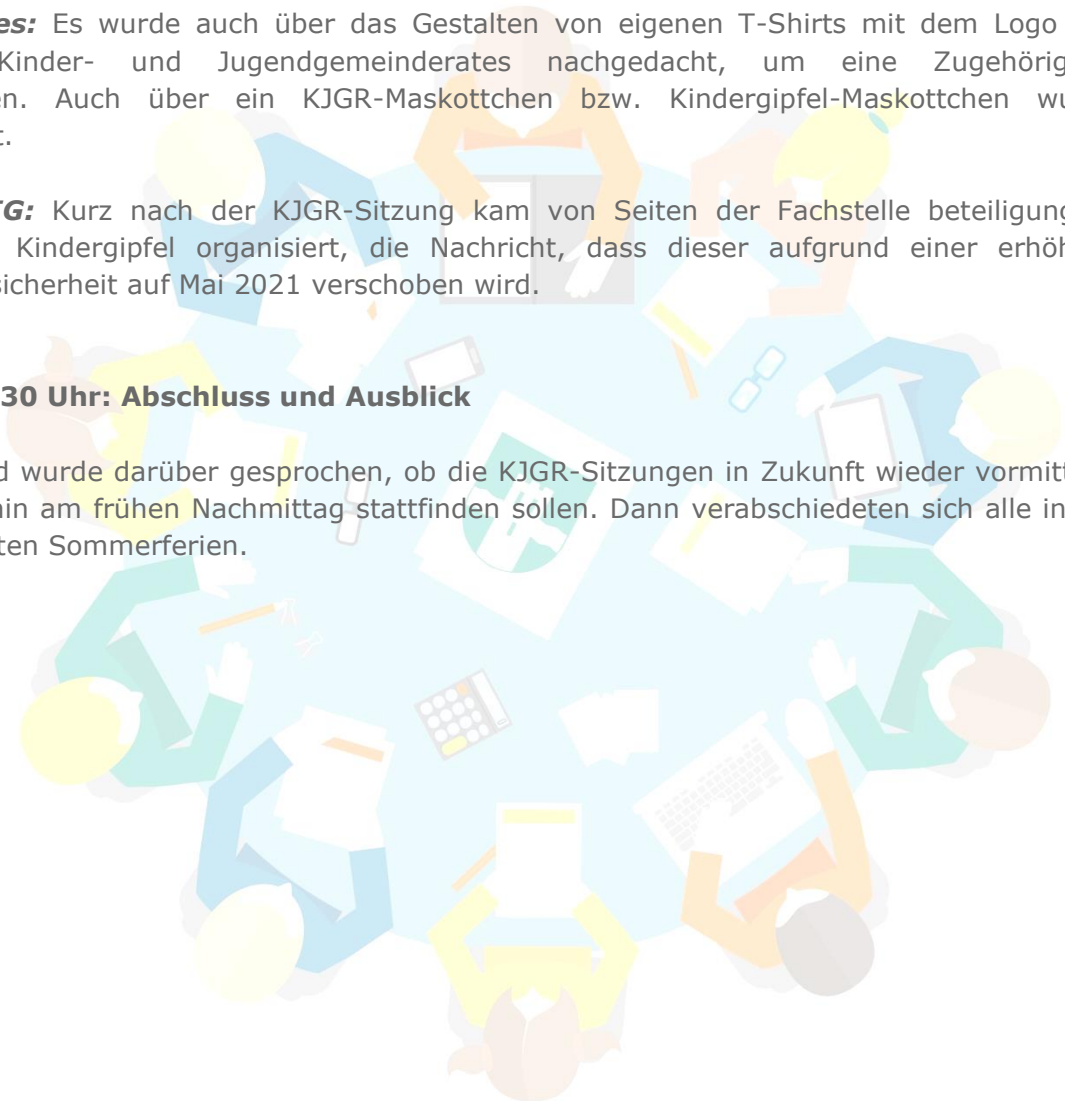 es: Es wurde auch über das Gestalten von eigenen T-Shirts mit dem Logo
Kinder- und Jugendgemeinderates nachgedacht, um eine Zugehörig
en. Auch über ein KJGR-Maskottchen bzw. Kindergipfel-Maskottchen wu
t.
G: Kurz nach der KJGR-Sitzung kam von Seiten der Fachstelle beteiligung
Kindergipfel organisiert, die Nachricht, dass dieser aufgrund einer erhöh
sicherheit auf Mai 2021 verschoben wird.
30 Uhr: Abschluss und Ausblick
d wurde darüber gesprochen, ob die KJGR-Sitzungen in Zukunft wieder vormitt
hin am frühen Nachmittag stattfinden sollen. Dann verabschiedeten sich alle in
ten Sommerferien.